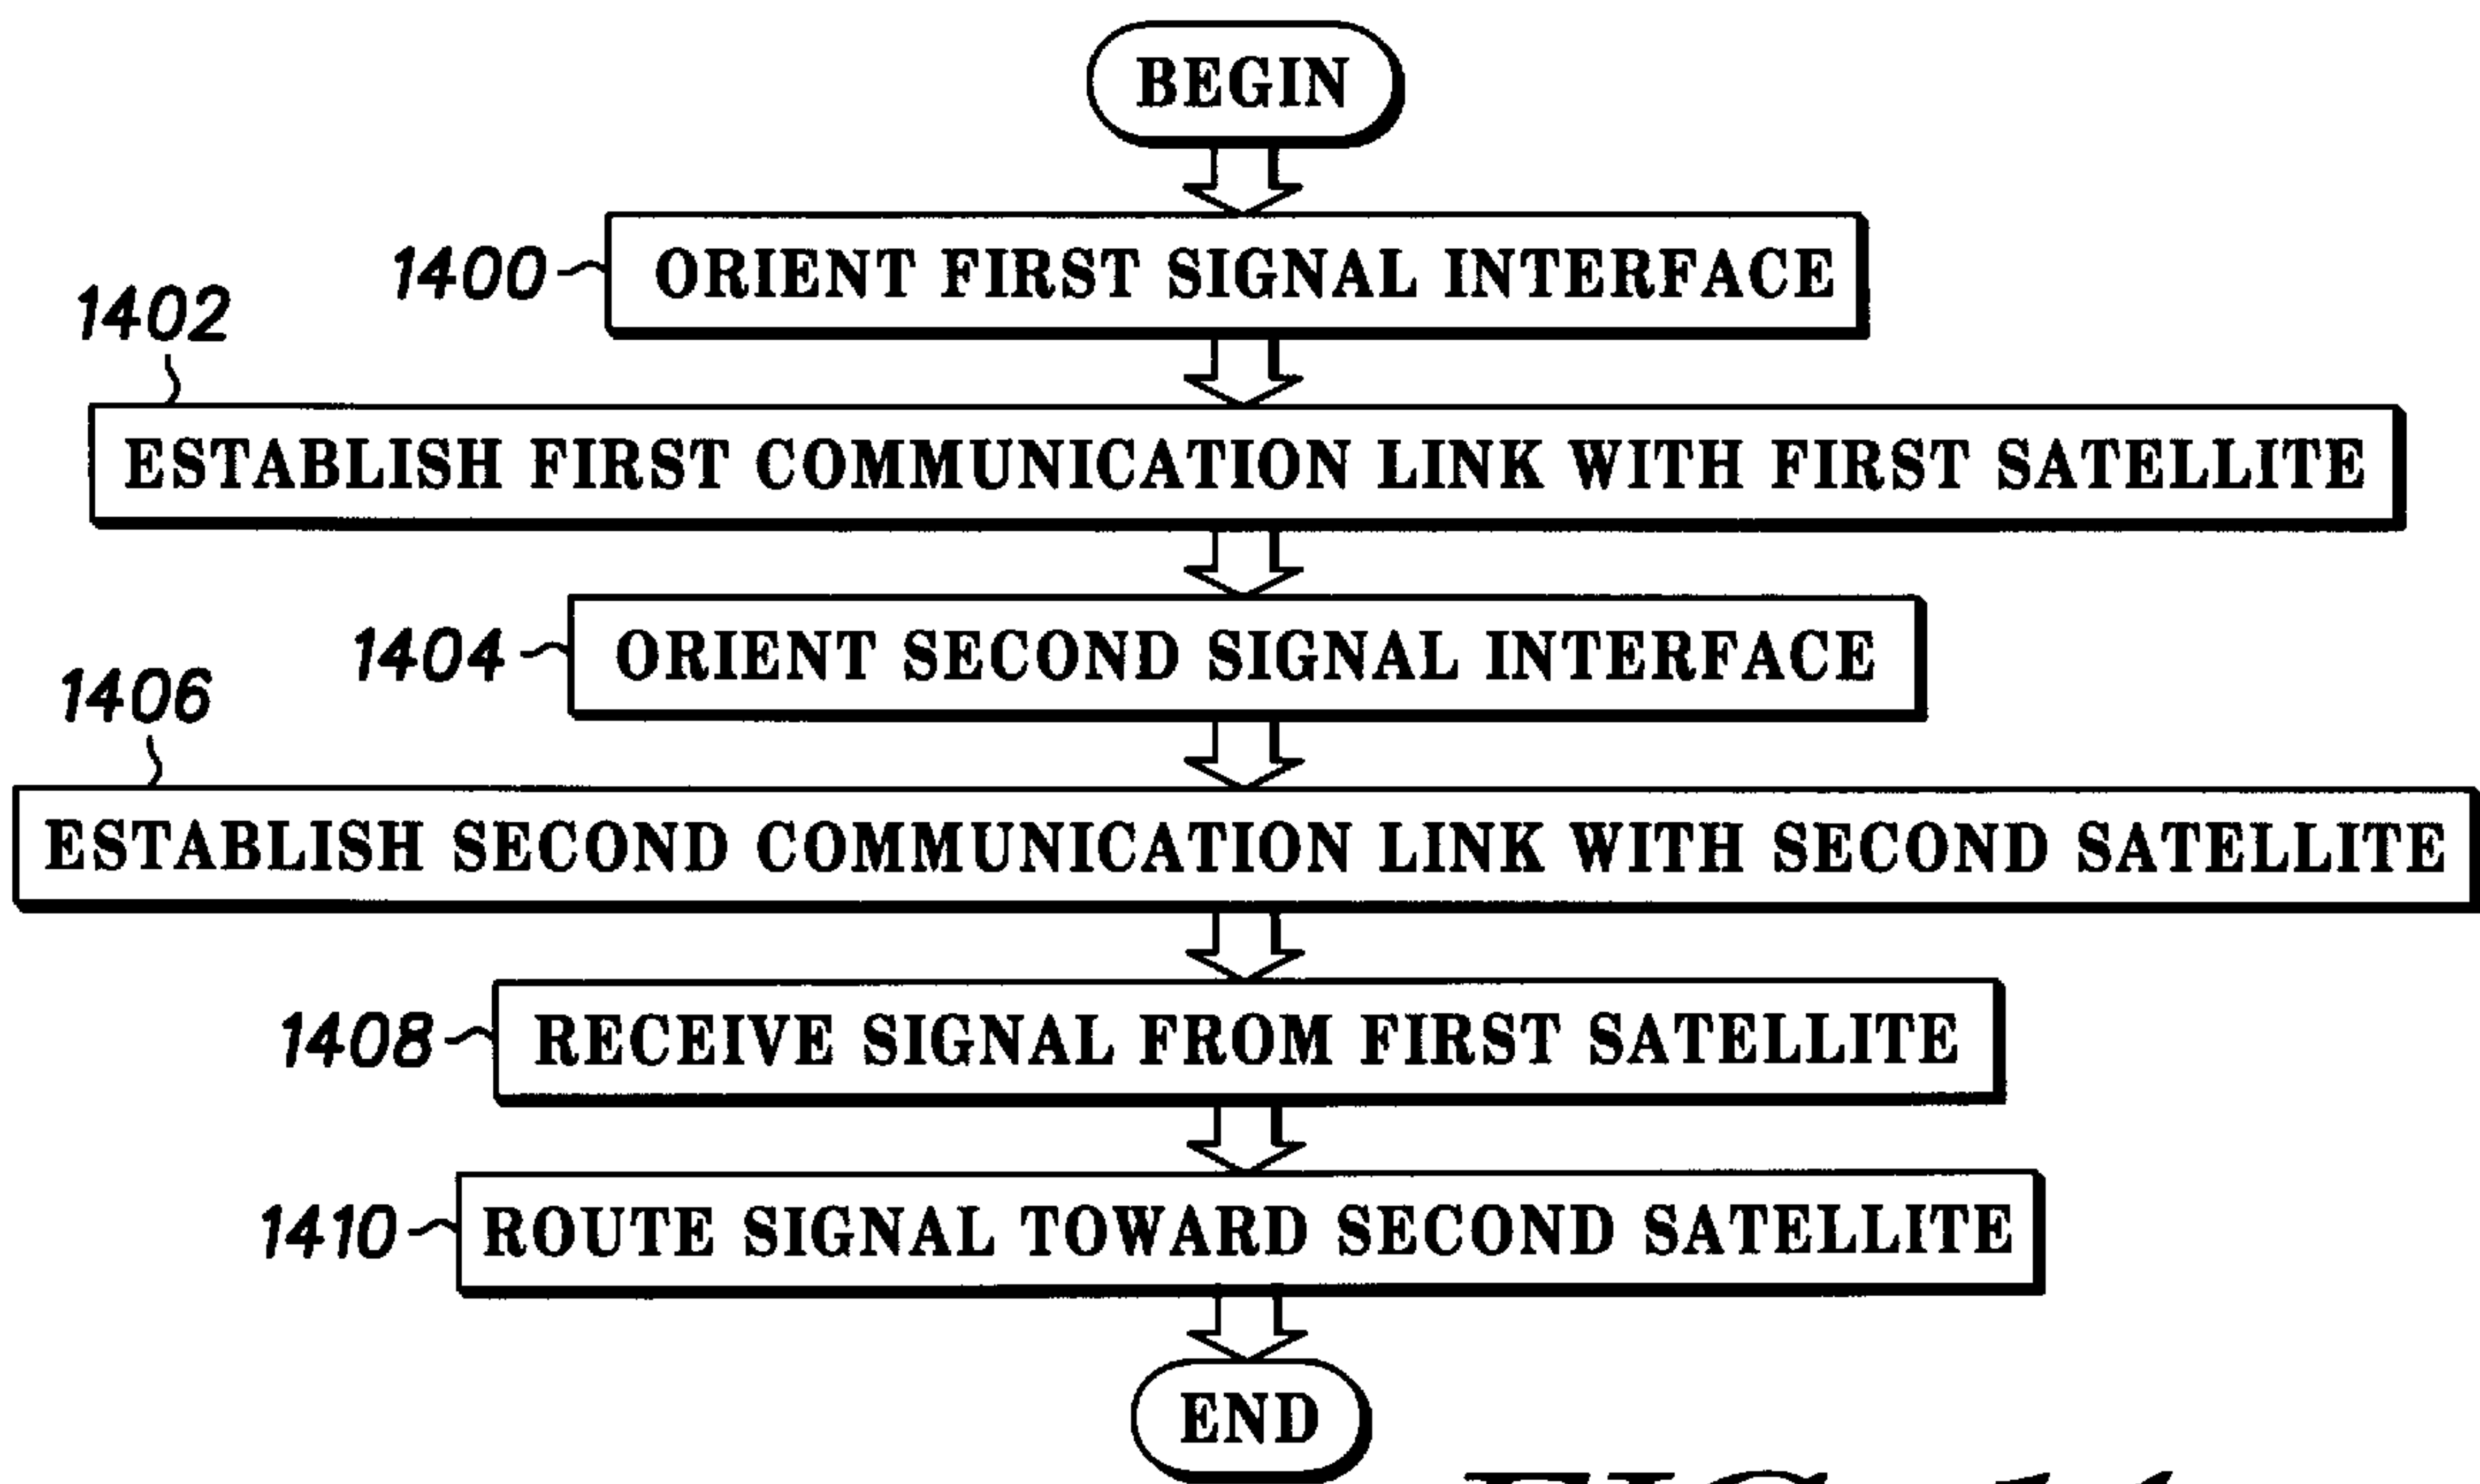 BEGIN
1400
ORIENT FIRST SIGNAL INTERFACE
1402
ESTABLISH FIRST COMMUNICATION LINK WITH FIRST SATELLITE
1404
ORIENT SECOND SIGNAL INTERFACE
1406
ESTABLISH SECOND COMMUNICATION LINK WITH SECOND SATELLITE
1408
RECEIVE SIGNAL FROM FIRST SATELLITE
1410
ROUTE SIGNAL TOWARD SECOND SATELLITE
END